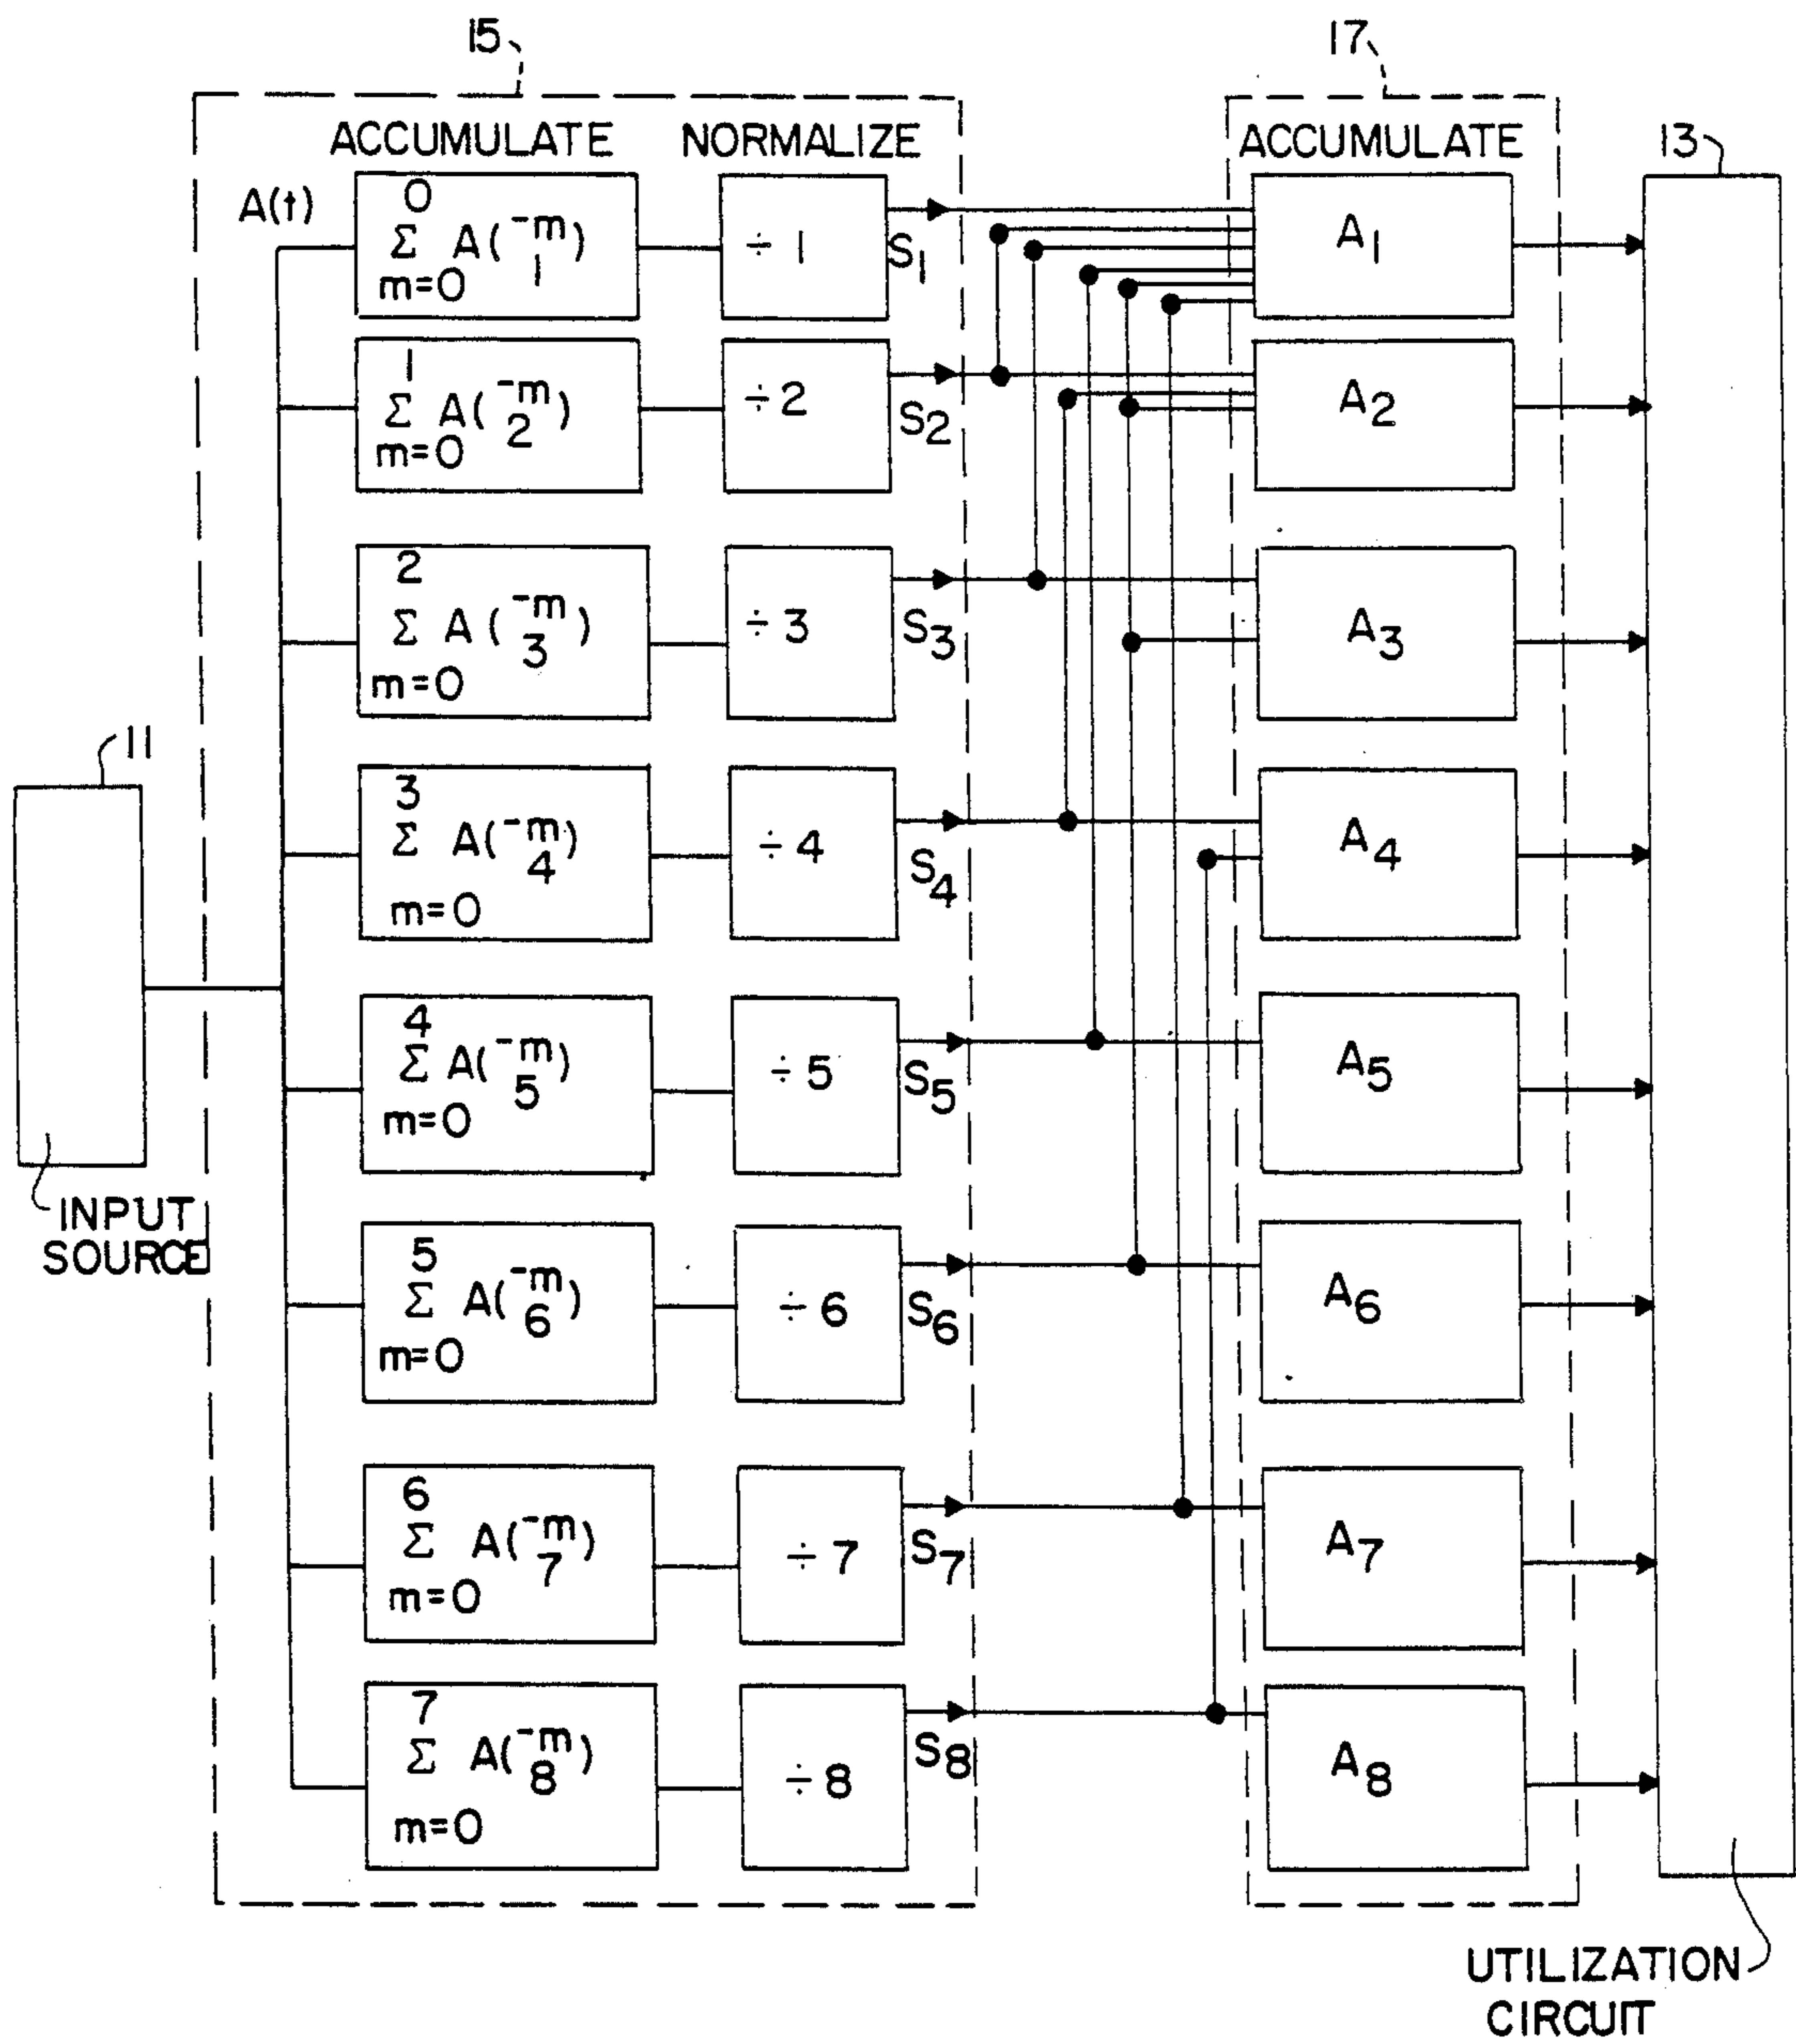 15
17
ACCUMULATE NORMALIZE ACCUMULATE 13
A(t)
0
Σ A(-m
1)
m=0
÷ 1
S1
A1
1
Σ A(-m
2)
m=0
÷2
S2
A2
2
Σ A(-m
3)
m=0
÷3
S3
A3
3
Σ A(-m
4)
m=0
÷ 4
S4
A4
11
INPUT
SOURCE
4
Σ A(-m
5)
m=0
÷5
S5
A5
5
Σ A(-m
6)
m=0
÷6
S6
A6
6
Σ A(-m
7)
m=0
÷ 7
S7
A7
7
Σ A(-m
8)
m=0
÷8
S8
A8
UTILIZATION
CIRCUIT